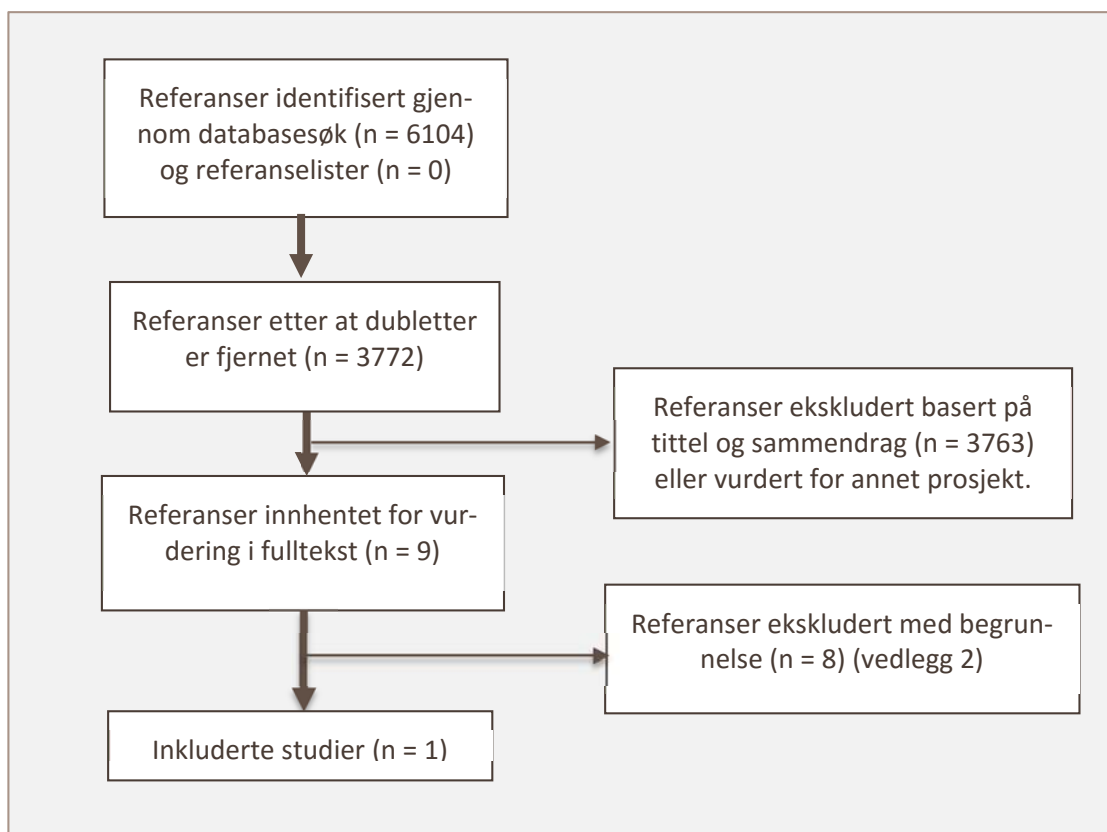 Referanser identifisert gjen-
nom databasesøk (n = 6104)
og referanselister (n = 0)
Referanser etter at dubletter
er fjernet (n = 3772)
Referanser ekskludert basert på
tittel og sammendrag (n = 3763)
eller vurdert for annet prosjekt.
Referanser innhentet for vur-
dering i fulltekst (n = 9)
Referanser ekskludert med begrun-
nelse (n = 8) (vedlegg 2)
Inkluderte studier (n = 1)